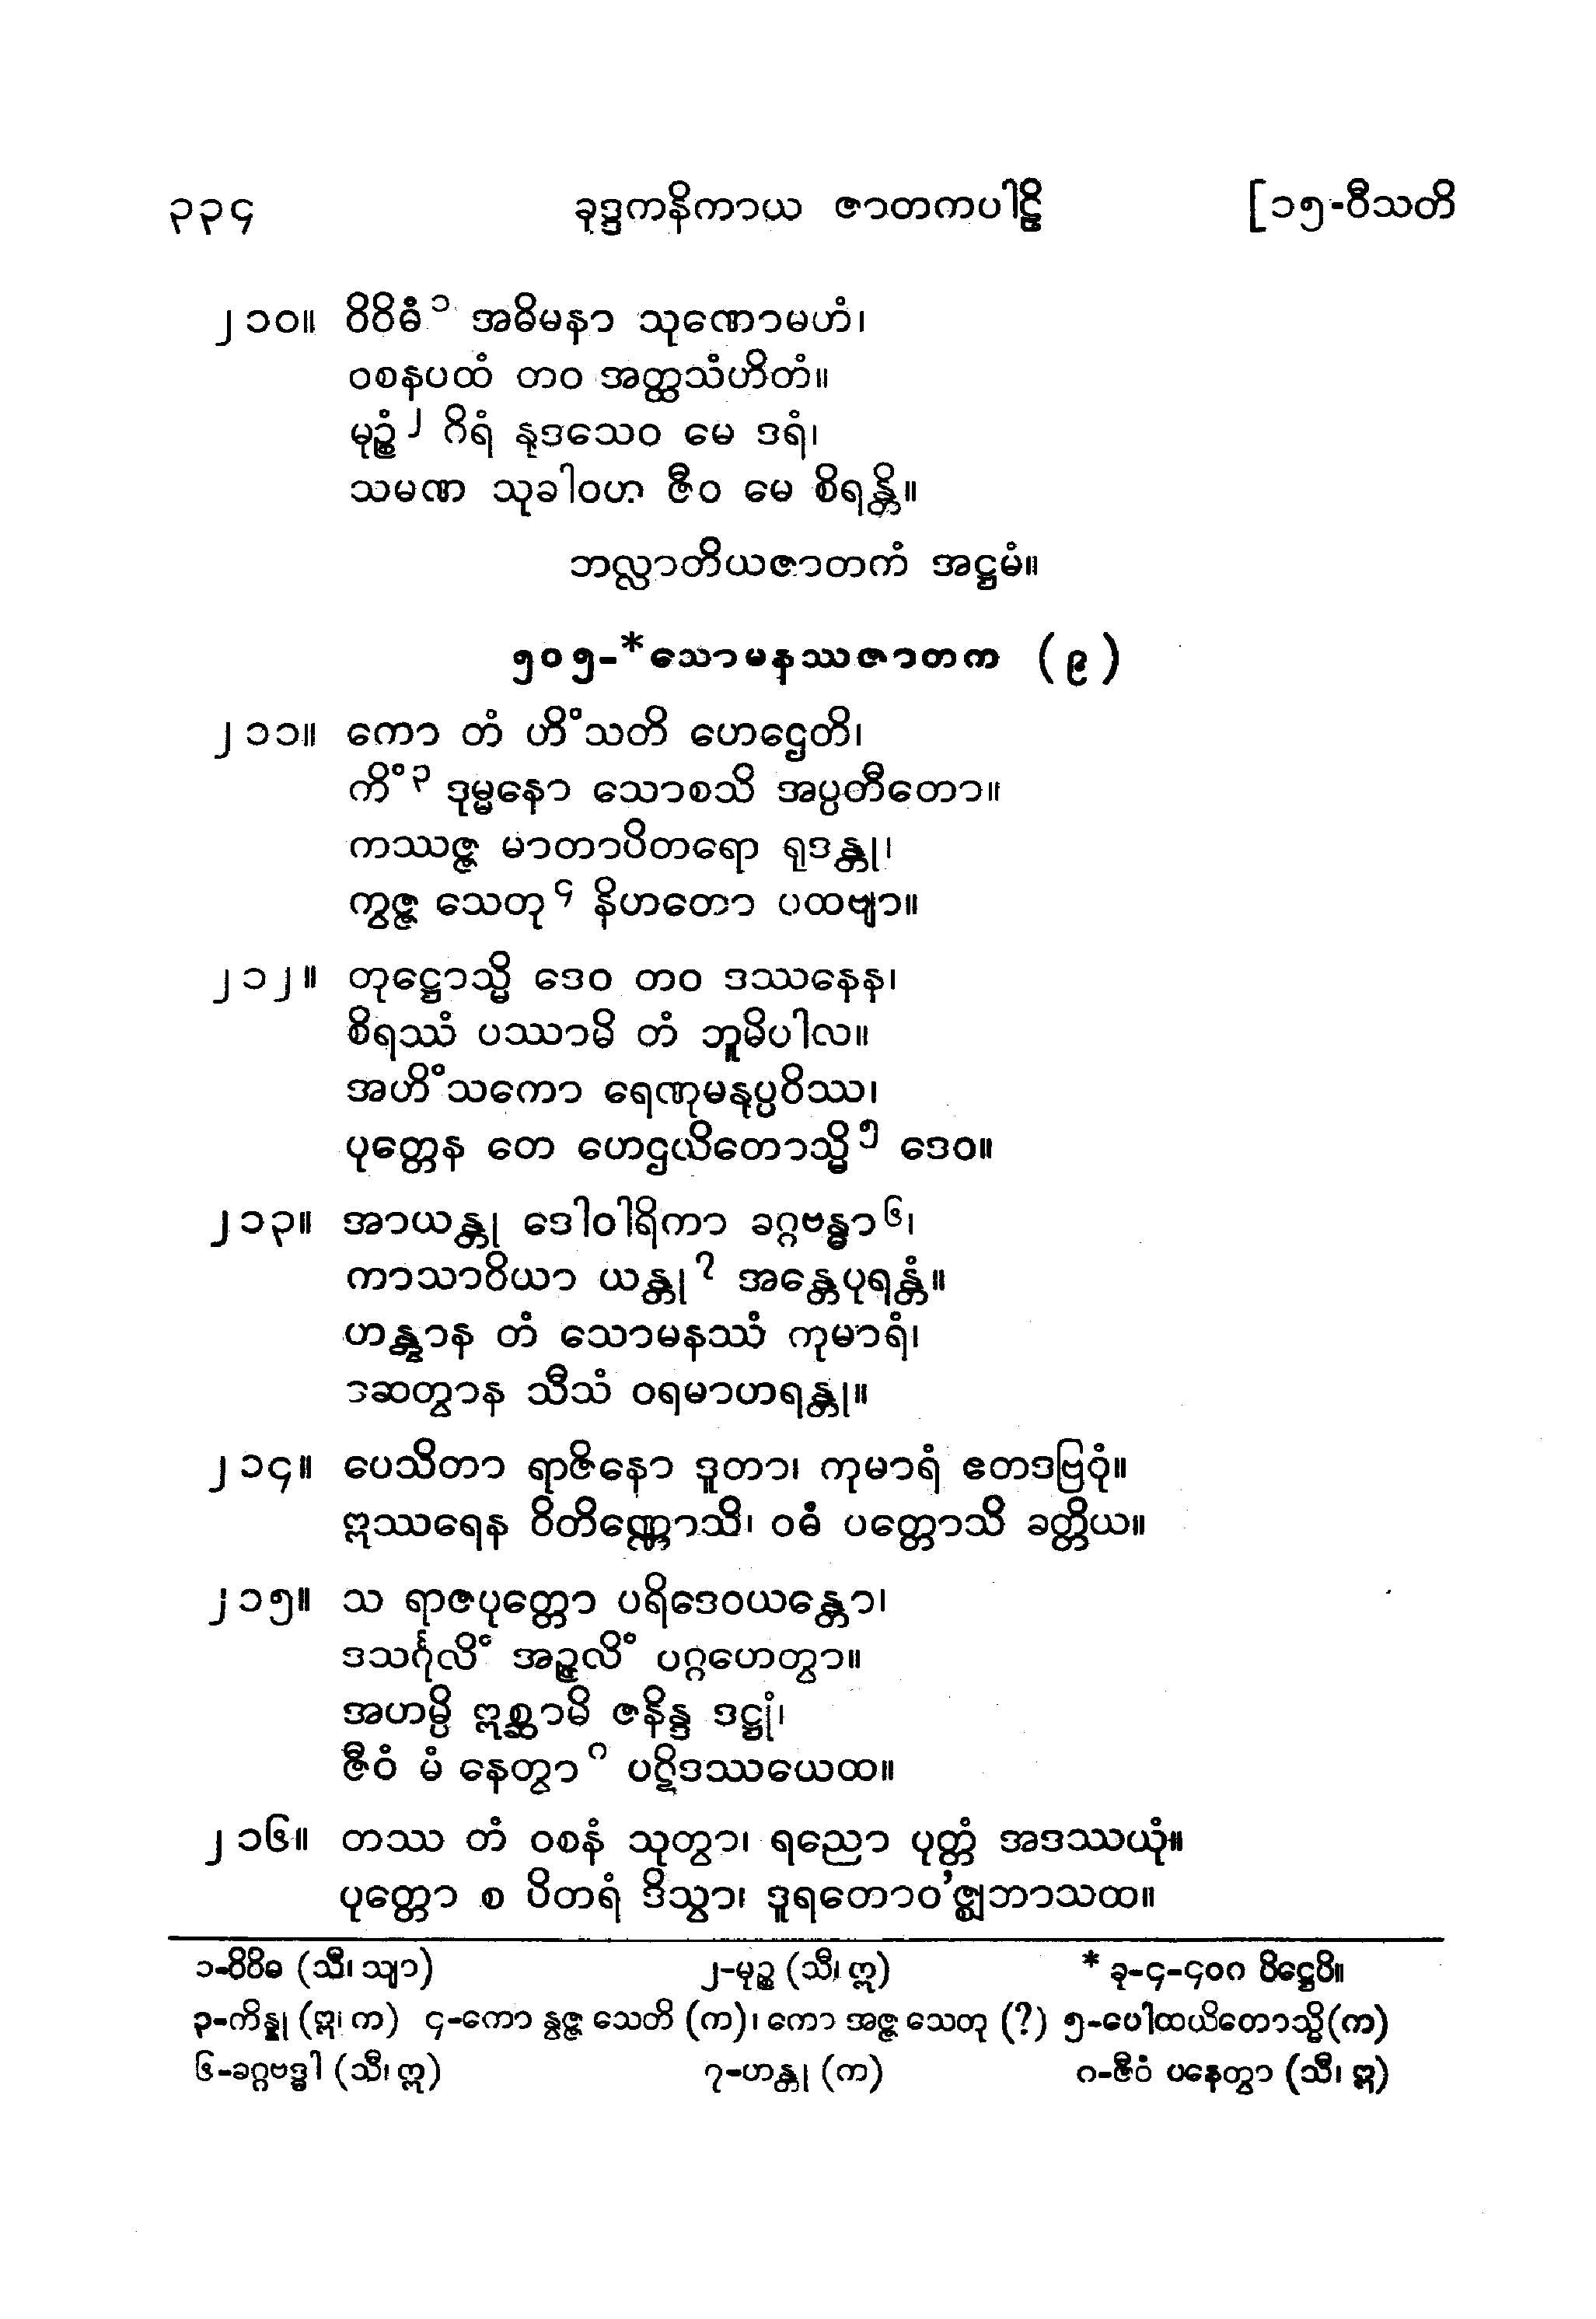 ၃၃၄ ခုဒ္ဒကနိကာယ ဇာတကပါဠိ [၁၅-ဝီသတိ
၂၁၀။ ဝိဝိဓံ၁ အဓိမနာ သုဏောမဟံ၊
ဝစနပထံ တဝ အတ္ထသံဟိတံ။
မုဉ္စံ၂ ဂိရံ နုဒသေဝ မေ ဒရံ၊
သမဏ သုခါဝဟ ဇီဝ မေ စိရန္တိ။
ဘလ္လာတိယဇာတကံ အဋ္ဌမံ။
၅၀၅-*သောမနဿဇာတက (၉)
၂၁၁။ ကော တံ ဟိံသတိ ဟေဌေတိ၊
ကိံ၃ ဒုမ္မနော သောစသိ အပ္ပတီတော။
ကဿဇ္ဇ မာတာပိတရော ရုဒန္တု၊
ကွဇ္ဇ သေတု၄ နိဟတော ပထဗျာ။
၂၁၂။ တုဋ္ဌောသ္မိ ဒေဝ တဝ ဒဿနေန၊
စိရဿံ ပဿာမိ တံ ဘူမိပါလ။
အဟိံသကော ရေဏုမနုပ္ပဝိဿ၊
ပုတ္တေန တေ ဟေဌယိတောသ္မိ၅ ဒေဝ။
၂၁၃။ အာယန္တု ဒေါဝါရိကာ ခဂ္ဂဗန္ဓာ၆၊
ကာသာဝိယာ ယန္တု၇ အန္တေပုရန္တံ။
ဟန္တွာန တံ သောမနဿံ ကုမာရံ၊
ဒဆတွာန သီသံ ဝရမာဟရန္တု။
၂၁၄။ ပေသိတာ ရာဇိနော ဒူတာ၊ ကုမာရံ ဧတဒဗြဝုံ။
ဣဿရေန ဝိတိဏ္ဏောသိ၊ ဝဓံ ပတ္တောသိ ခတ္တိယ။
၂၁၅။ သ ရာဇပုတ္တော ပရိဒေဝယန္တော၊
ဒသင်္ဂုလိံ အဉ္ဇလိံ ပဂ္ဂဟေတွာ။
အဟမ္ပိ ဣစ္ဆာမိ ဇနိန္ဒ ဒဋ္ဌုံ၊
ဇီဝံ မံ နေတွာ၈ ပဋိဒဿယေထ။
၂၁၆။ တဿ တံ ဝစနံ သုတွာ၊ ရညော ပုတ္တံ အဒဿယုံ။
ပုတ္တော စ ပိတရံ ဒိသွာ၊ ဒူရတောဝ’ဇ္ဈဘာသထ။
၁-ဝိဝိဓ (သီ၊ သျာ) ၂-မုဉ္စ (သီ၊ ဣ) * ခု-၄-၄၀၈ ပိဋ္ဌေပိ။
၃-ကိန္နု (ဣ၊ က) ၄-ကော နွဇ္ဇ သေတိ (က)၊ ကော အဇ္ဇ သေတု (?) ၅-ပေါထယိတောသ္မိ(က)
၆-ခဂ္ဂဗဒ္ဓါ (သီ၊ ဣ) ၇-ဟန္တု (က) ၈-ဇီဝံ ပနေတွာ (သီ၊ ဣ)